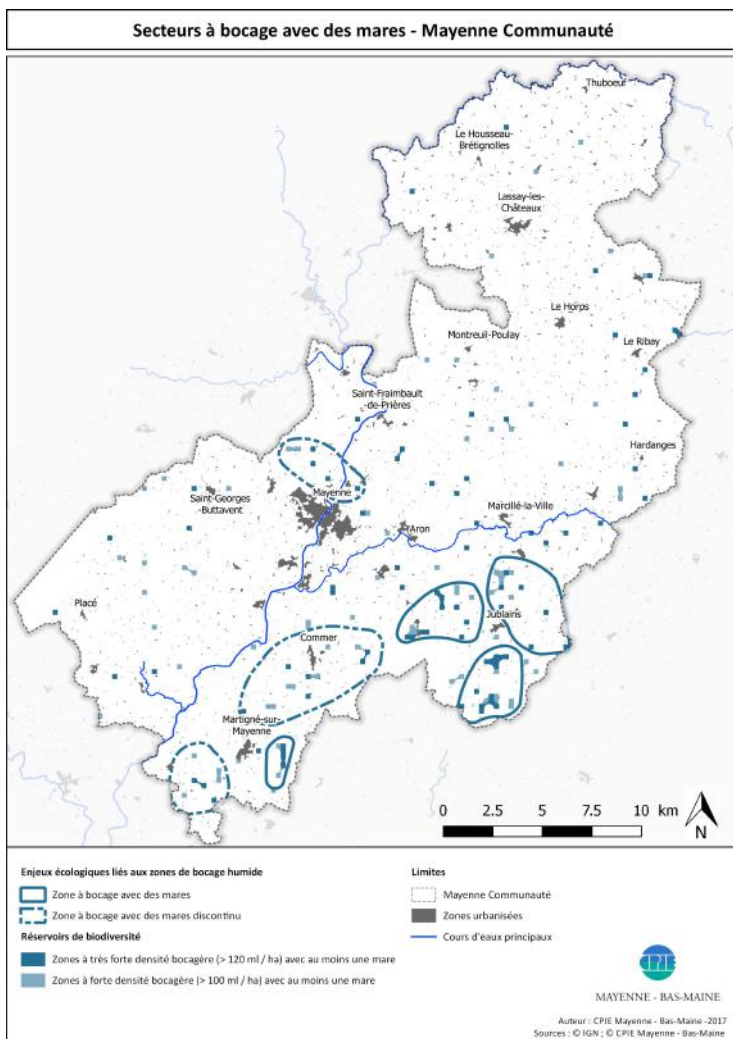 Secteurs à bocage avec des mares - Mayenne Communauté
Thuboeuf
Le Housseau-
Brétignolles
Lassay-les-
Châteaux
Le Horps
Montreuil-Poulay
Le Ribay
Saint-Fraimbault
-de-Prières
Hardanges
Saint-Georges
-Buttavent
Mayenne
Marcillé-la-Ville
Aron
Placé
Jublains
Commer
Martigné-sur-
Mayenne
0 2.5 5 7.5 10 km
N
Enjeux écologiques liés aux zones de bocage humide
Zone à bocage avec des mares
Zone à bocage avec des mares discontinu
Réservoirs de biodiversité
Zones à très forte densité bocagère (> 120 ml / ha) avec au moins une mare
Zones à forte densité bocagère (> 100 ml / ha) avec au moins une mare
Limites
Mayenne Communauté
Zones urbanisées
Cours d'eaux principaux
CPIE
MAYENNE - BAS-MAINE
Auteur : CPIE Mayenne - Bas-Maine -2017
Sources : © IGN ; © CPIE Mayenne - Bas-Maine